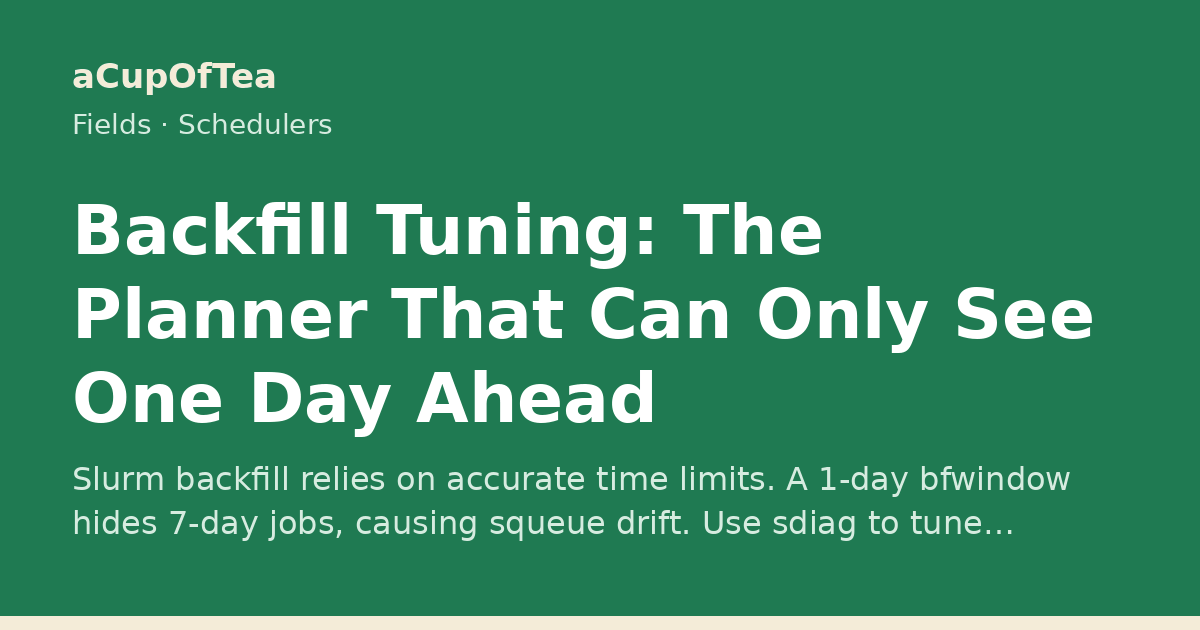 aCupOfTea
Fields · Schedulers
Backfill Tuning: The
Planner That Can Only See
One Day Ahead
Slurm backfill relies on accurate time limits. A 1-day bfwindow
hides 7-day jobs, causing squeue drift. Use sdiag to tune…